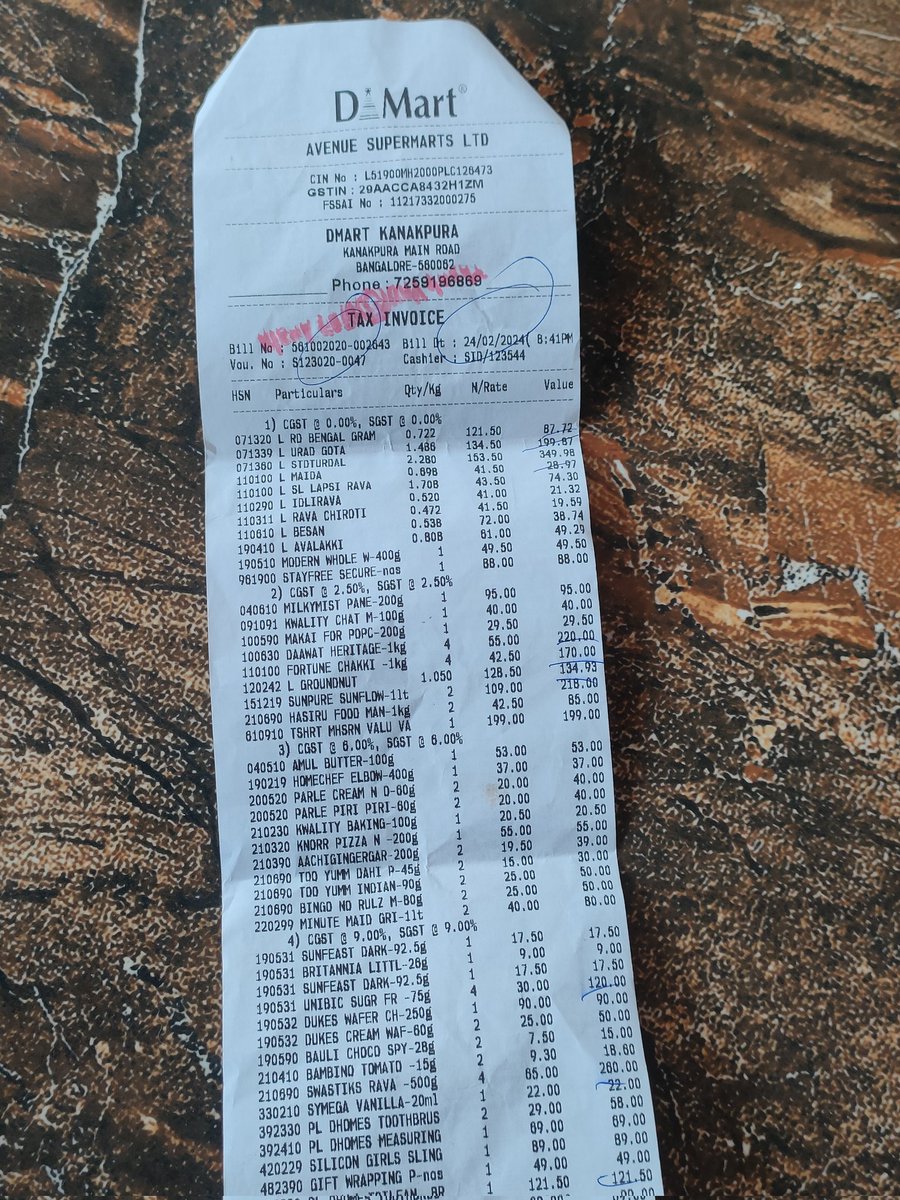 D Mart®
AVENUE SUPERMARTS LTD
CIN No : L51900MH2000PLC126473
GSTIN : 29AACCA8432H1ZM
FSSAI No : 11217332000275
DMART KANAKPURA
KANAKPURA MAIN ROAD
BANGALORE-560062
Phone : 7259196869
TAX INVOICE
Bill No : 561002020-002643 Bill Dt : 24/02/2024( 8:41PM
Vou. No : S123020-0047 Cashier : SID/123544
HSN Particulars Qty/Kg N/Rate Value
1) CGST @ 0.00%, SGST @ 0.00%
071320 L RD BENGAL GRAM 0.722 121.50 87.72
071339 L URAD GOTA 1.486 134.50 199.87
071360 L STDTURDAL 2.280 153.50 349.98
110100 L MAIDA 0.698 41.50 28.97
110100 L SL LAPSI RAVA 1.708 43.50 74.30
110290 L IDLIRAVA 0.520 41.00 21.32
110311 L RAVA CHIROTI 0.472 41.50 19.59
110610 L BESAN 0.538 72.00 38.74
190410 L AVALAKKI 0.808 61.00 49.29
190510 MODERN WHOLE W-400g 1 49.50 49.50
961900 STAYFREE SECURE-nos 1 88.00 88.00
2) CGST @ 2.50%, SGST @ 2.50%
040610 MILKYMIST PANE-200g 1 95.00 95.00
091091 KWALITY CHAT M-100g 1 40.00 40.00
100590 MAKAI FOR POPC-200g 1 29.50 29.50
100630 DAAWAT HERITAGE-1kg 4 55.00 220.00
110100 FORTUNE CHAKKI -1kg 4 42.50 170.00
120242 L GROUNDNUT 1.050 128.50 134.93
151219 SUNPURE SUNFLOW-1lt 2 109.00 218.00
210690 HASIRU FOOD MAN-1kg 2 42.50 85.00
610910 TSHRT MHSRN VALU VA 1 199.00 199.00
3) CGST @ 6.00%, SGST @ 6.00%
040510 AMUL BUTTER-100g 1 53.00 53.00
190219 HOMECHEF ELBOW-400g 1 37.00 37.00
200520 PARLE CREAM N D-60g 2 20.00 40.00
200520 PARLE PIRI PIRI-60g 2 20.00 40.00
210230 KWALITY BAKING-100g 1 20.50 20.50
210320 KNORR PIZZA N -200g 1 55.00 55.00
210390 AACHIGINGERGAR-200g 2 19.50 39.00
210690 TOO YUMM DAHI P-45g 2 15.00 30.00
210690 TOO YUMM INDIAN-90g 2 25.00 50.00
210690 BINGO NO RULZ M-80g 2 25.00 50.00
220299 MINUTE MAID GRI-1lt 2 40.00 80.00
4) CGST @ 9.00%, SGST @ 9.00%
190531 SUNFEAST DARK-92.5g 1 17.50 17.50
190531 BRITANNIA LITTL-26g 1 9.00 9.00
190531 SUNFEAST DARK-92.5g 1 17.50 17.50
190531 UNIBIC SUGR FR -75g 4 30.00 120.00
190532 DUKES WAFER CH-250g 1 90.00 90.00
190532 DUKES CREAM WAF-60g 2 25.00 50.00
190590 BAULI CHOCO SPY-28g 2 7.50 15.00
210410 BAMBINO TOMATO -15g 2 9.30 18.60
210690 SWASTIKS RAVA -500g 4 65.00 260.00
330210 SYMEGA VANILLA-20ml 1 22.00 22.00
392330 PL DHOMES TOOTHBRUS 2 29.00 58.00
392410 PL DHOMES MEASURING 1 89.00 89.00
420229 SILICON GIRLS SLING 1 89.00 89.00
482390 GIFT WRAPPING P-nos 1 49.00 49.00
1 121.50 121.50